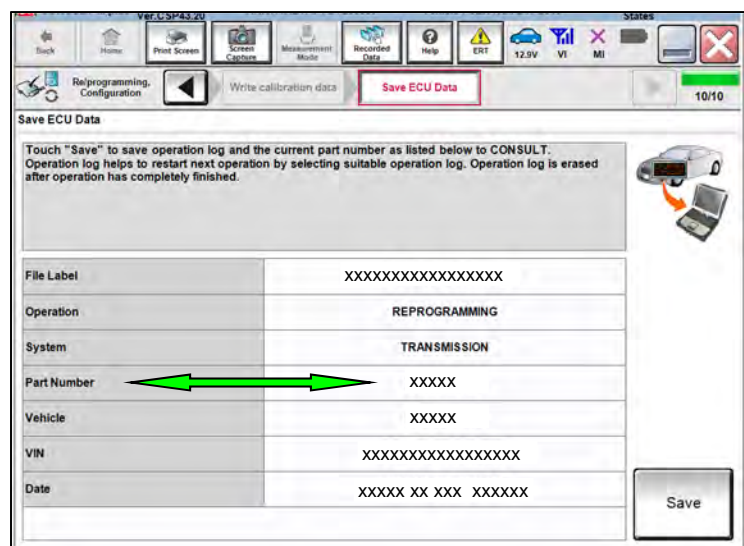 Ver.CSP43.20
States
Back
Home
Print Screen
Screen Capture
Measurement Mode
Recorded Data
Help
ERT
12.9V
VI
MI
Re/programming, Configuration
Write calibration data
Save ECU Data
10/10
Save ECU Data
Touch "Save" to save operation log and the current part number as listed below to CONSULT.
Operation log helps to restart next operation by selecting suitable operation log. Operation log is erased
after operation has completely finished.
File Label XXXXXXXXXXXXXXXXX
Operation REPROGRAMMING
System TRANSMISSION
Part Number XXXXX
Vehicle XXXXX
VIN XXXXXXXXXXXXXXXXX
Date XXXXX XX XXX XXXXXX
Save